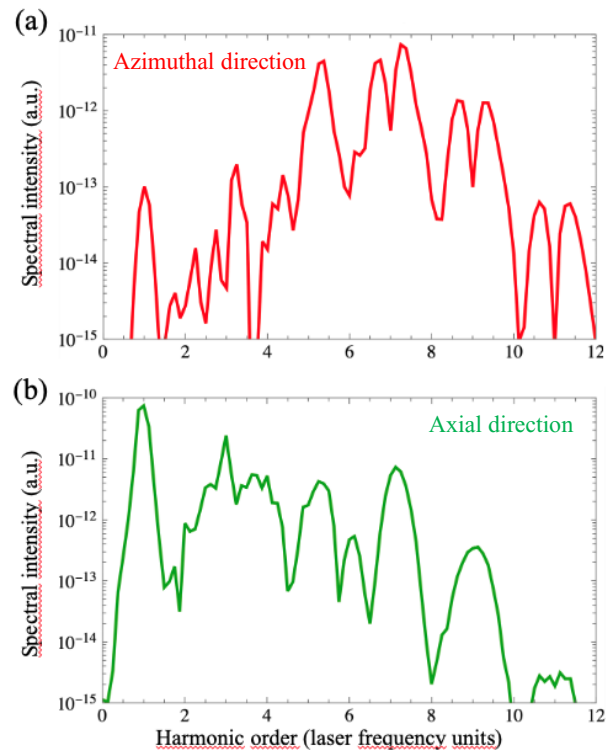 (a)
10⁻¹¹
Azimuthal direction
10⁻¹²
10⁻¹³
10⁻¹⁴
10⁻¹⁵
Spectral intensity (a.u.)
0 2 4 6 8 10 12
(b)
10⁻¹⁰
Axial direction
10⁻¹¹
10⁻¹²
10⁻¹³
10⁻¹⁴
10⁻¹⁵
Spectral intensity (a.u.)
0 2 4 6 8 10 12
Harmonic order (laser frequency units)